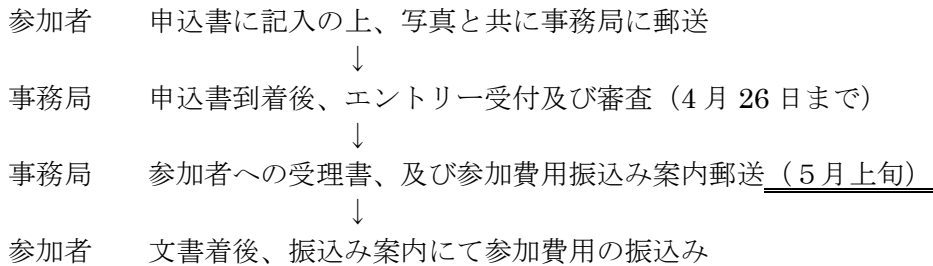 参加者 申込書に記入の上、写真と共に事務局に郵送
↓
事務局 申込書到着後、エントリー受付及び審査（4 月 26 日まで）
↓
事務局 参加者への受理書、及び参加費用振込み案内郵送（５月上旬）
↓
参加者 文書着後、振込み案内にて参加費用の振込み